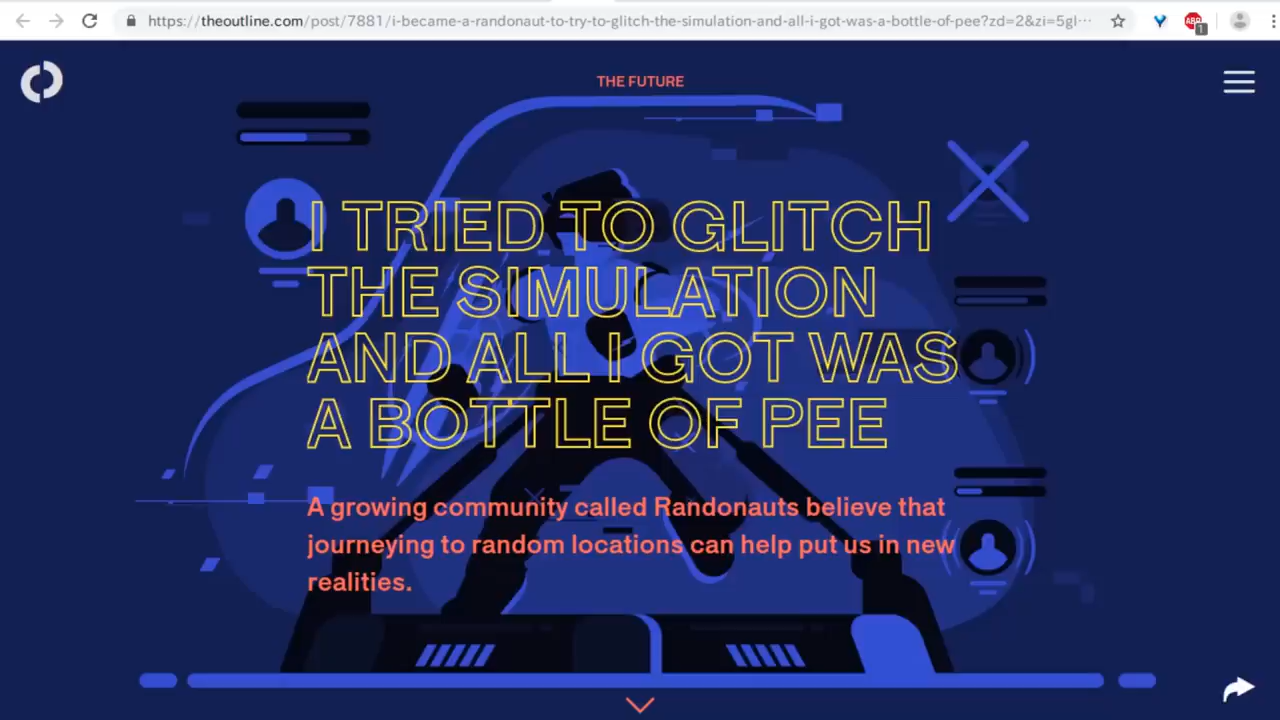 https://theoutline.com/post/7881/i-became-a-randonaut-to-try-to-glitch-the-simulation-and-all-i-got-was-a-bottle-of-pee?zd=2&zi=5gl···
ABP
1
THE FUTURE
I TRIED TO GLITCH
THE SIMULATION
AND ALL I GOT WAS
A BOTTLE OF PEE
A growing community called Randonauts believe that
journeying to random locations can help put us in new
realities.